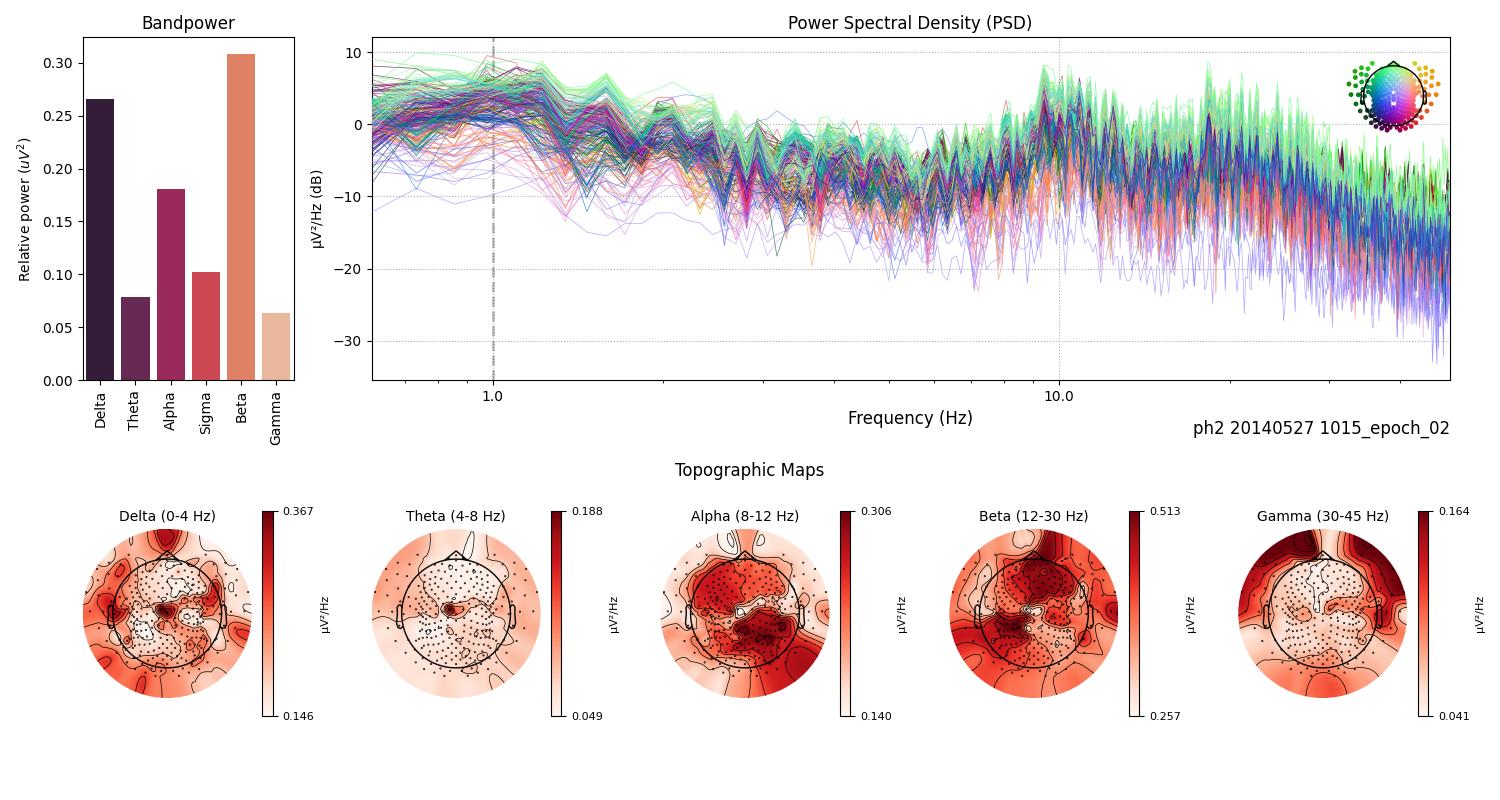 Bandpower
Power Spectral Density (PSD)
Relative power (uV²)
0.30
0.25
0.20
0.15
0.10
0.05
0.00
Delta
Theta
Alpha
Sigma
Beta
Gamma
µV²/Hz (dB)
10
0
−10
−20
−30
1.0
10.0
Frequency (Hz)
ph2 20140527 1015_epoch_02
Topographic Maps
Delta (0-4 Hz)
0.367
µV²/Hz
0.146
Theta (4-8 Hz)
0.188
µV²/Hz
0.049
Alpha (8-12 Hz)
0.306
µV²/Hz
0.140
Beta (12-30 Hz)
0.513
µV²/Hz
0.257
Gamma (30-45 Hz)
0.164
µV²/Hz
0.041